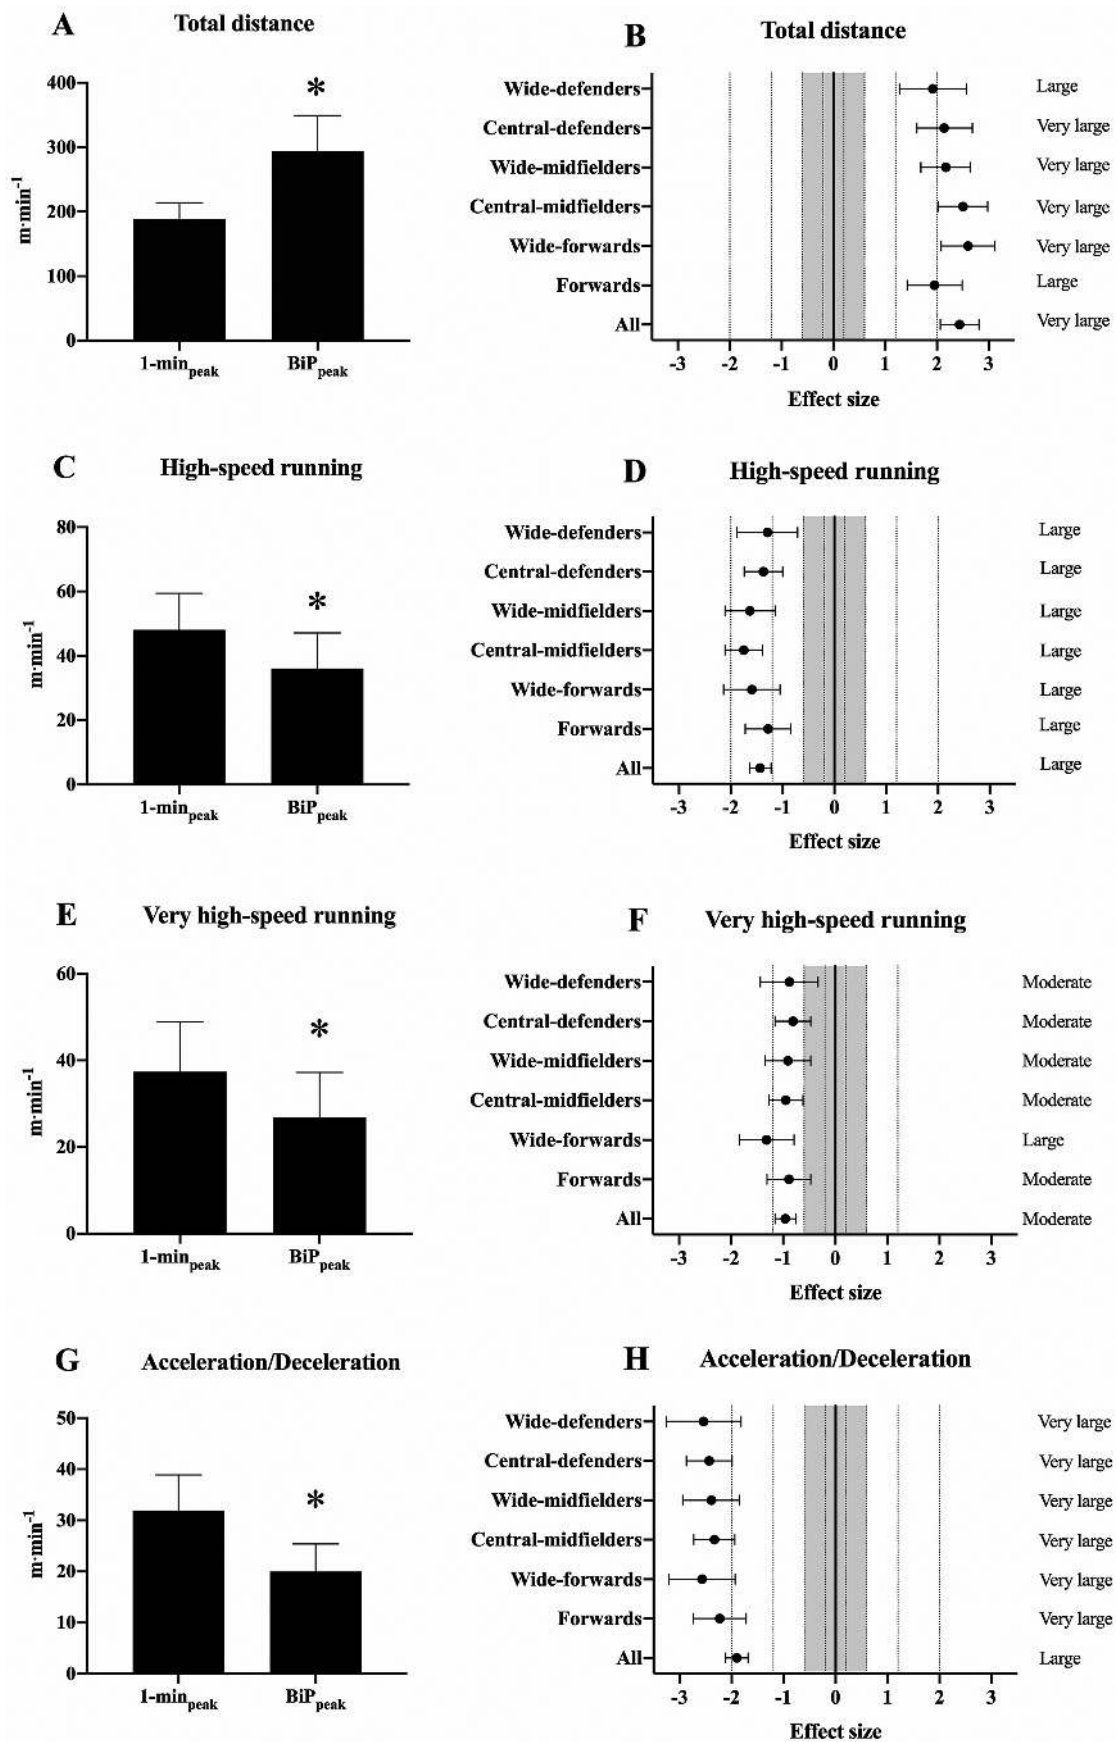 A
Total distance
400
300
200
100
0
m·min-1
*
1-minpeak
BiPpeak
B
Total distance
Wide-defenders
Large
Central-defenders
Very large
Wide-midfielders
Very large
Central-midfielders
Very large
Wide-forwards
Very large
Forwards
Large
All
Very large
-3 -2 -1 0 1 2 3
Effect size
C
High-speed running
80
60
40
20
0
m·min-1
*
1-minpeak
BiPpeak
D
High-speed running
Wide-defenders
Large
Central-defenders
Large
Wide-midfielders
Large
Central-midfielders
Large
Wide-forwards
Large
Forwards
Large
All
Large
-3 -2 -1 0 1 2 3
Effect size
E
Very high-speed running
60
40
20
0
m·min-1
*
1-minpeak
BiPpeak
F
Very high-speed running
Wide-defenders
Moderate
Central-defenders
Moderate
Wide-midfielders
Moderate
Central-midfielders
Moderate
Wide-forwards
Large
Forwards
Moderate
All
Moderate
-3 -2 -1 0 1 2 3
Effect size
G
Acceleration/Deceleration
50
40
30
20
10
0
m·min-1
*
1-minpeak
BiPpeak
H
Acceleration/Deceleration
Wide-defenders
Very large
Central-defenders
Very large
Wide-midfielders
Very large
Central-midfielders
Very large
Wide-forwards
Very large
Forwards
Very large
All
Large
-3 -2 -1 0 1 2 3
Effect size